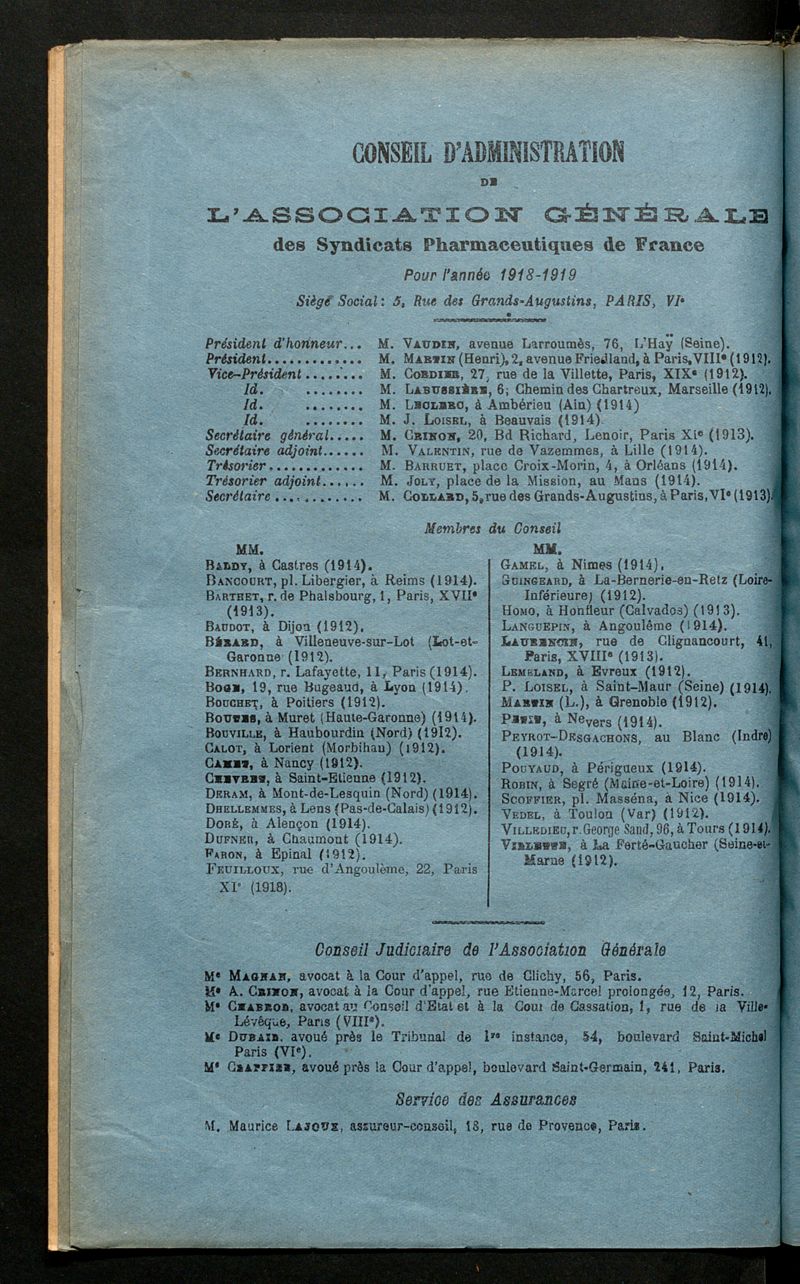 CONSEIL D'ADMINISTRATION
DE
L'ASSOCIATION GÉNÉRALE
des Syndicats Pharmaceutiques de France
Pour l'année 1918-1919
Siège Social : 5, Rue des Grands-Augustins, PARIS, VIe
Président d'honneur... M. VAUDIN, avenue Larroumès, 76, L'Haÿ (Seine).
Président............. M. MARTIN (Henri), 2, avenue Friedland, à Paris, VIIIe (1912).
Vice-Président........ M. CORDIER, 27, rue de la Villette, Paris, XIXe (1912).
Id. ........ M. LABUSSIÈRE, 6; Chemin des Chartreux, Marseille (1912).
Id. ........ M. LECLERC, à Ambérieu (Ain) (1914)
Id. ........ M. J. LOISEL, à Beauvais (1914)
Secrétaire général..... M. CRINON, 20, Bd Richard, Lenoir, Paris XIe (1913).
Secrétaire adjoint...... M. VALENTIN, rue de Vazemmes, à Lille (1914).
Trésorier............. M. BARRUET, place Croix-Morin, 4, à Orléans (1914).
Trésorier adjoint...... M. JOLY, place de la Mission, au Mans (1914).
Secrétaire............ M. COLLARD, 5, rue des Grands-Augustins, à Paris, VIe (1913).
Membres du Conseil
MM.
BALDY, à Castres (1914).
BANCOURT, pl. Libergier, à Reims (1914).
BARTHET, r. de Phalsbourg, 1, Paris, XVIIe
(1913).
BAUDOT, à Dijon (1912).
BÉRARD, à Villeneuve-sur-Lot (Lot-et-
Garonne (1912).
BERNHARD, r. Lafayette, 11, Paris (1914).
BOGE, 19, rue Bugeaud, à Lyon (1914).
BOUCHET, à Poitiers (1912).
BOUTES, à Muret (Haute-Garonne) (1914).
BOUVILLE, à Haubourdin (Nord) (1912).
CALOT, à Lorient (Morbihau) (1912).
CAMET, à Nancy (1912).
CHEVRET, à Saint-Etienne (1912).
DERAM, à Mont-de-Lesquin (Nord) (1914).
DHELLEMMES, à Lens (Pas-de-Calais) (1912).
DORÉ, à Alençon (1914).
DUFNER, à Chaumont (1914).
FARON, à Epinal (1912).
FEUILLOUX, rue d'Angoulème, 22, Paris
XIe (1918).
MM.
GAMEL, à Nimes (1914).
GUINGEARD, à La-Bernerie-en-Retz (Loire-
Inférieure) (1912).
HOMO, à Honfleur (Calvados) (1913).
LANGUEPIN, à Angoulême (1914).
LAURENCIN, rue de Clignancourt, 41,
Paris, XVIIIe (1913).
LEMELAND, à Evreux (1912).
P. LOISEL, à Saint-Maur (Seine) (1914).
MARTIN (L.), à Grenoble (1912).
PETIT, à Nevers (1914).
PEYROT-DESGACHONS, au Blanc (Indre)
(1914).
POUYAUD, à Périgueux (1914).
ROBIN, à Segré (Maine-et-Loire) (1914).
SCOFFIER, pl. Masséna, à Nice (1914).
VEDEL, à Toulon (Var) (1912).
VILLEDIEU, r. George Sand, 96, à Tours (1914).
VIRLETTE, à La Ferté-Gaucher (Seine-et-
Marne (1912).
Conseil Judiciaire de l'Association Générale
Me MAGNAN, avocat à la Cour d'appel, rue de Clichy, 56, Paris.
Me A. CRINON, avocat à la Cour d'appel, rue Etienne-Marcel prolongée, 12, Paris.
Me CHABROD, avocat au Conseil d'Etat et à la Cour de Cassation, 1, rue de la Ville-
Lévêque, Paris (VIIIe).
Me DUBAIL, avoué près le Tribunal de 1re instance, 54, boulevard Saint-Michel
Paris (VIe).
Me GRAFFIER, avoué près la Cour d'appel, boulevard Saint-Germain, 241, Paris.
Service des Assurances
M. Maurice LAJOUX, assureur-conseil, 18, rue de Provence, Paris.